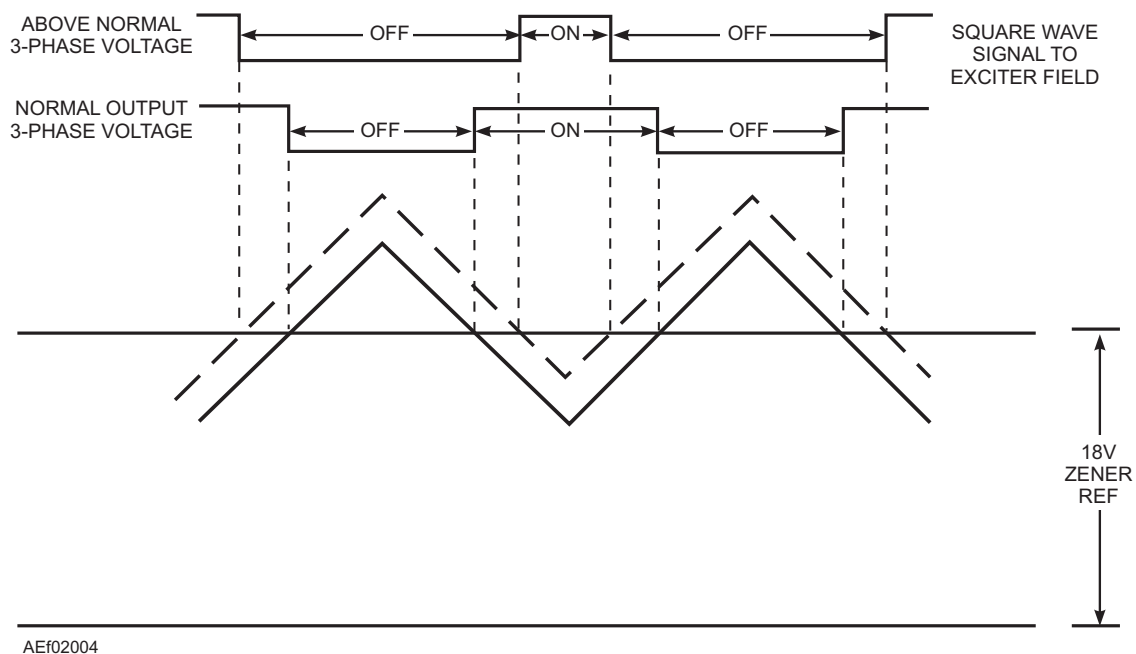 ABOVE NORMAL
3-PHASE VOLTAGE
OFF
ON
OFF
SQUARE WAVE
SIGNAL TO
EXCITER FIELD
NORMAL OUTPUT
3-PHASE VOLTAGE
OFF
ON
OFF
18V
ZENER
REF
AEf02004